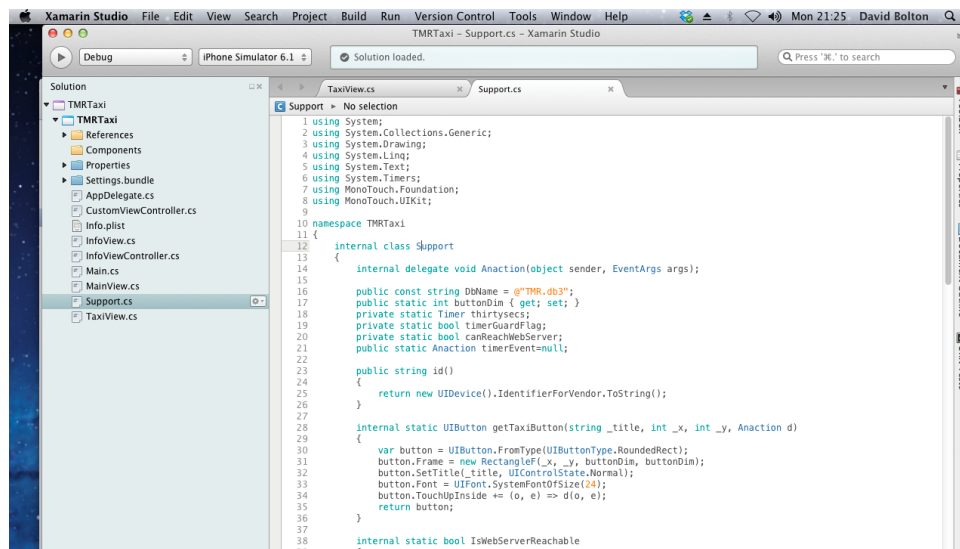 Xamarin Studio File Edit View Search Project Build Run Version Control Tools Window Help Mon 21:25 David Bolton
TMRTaxi – Support.cs – Xamarin Studio
Debug iPhone Simulator 6.1 Solution loaded. Press '⌘.' to search
Solution
TMRTaxi
TMRTaxi
References
Components
Properties
Settings.bundle
AppDelegate.cs
CustomViewController.cs
Info.plist
InfoView.cs
InfoViewController.cs
Main.cs
MainView.cs
Support.cs
TaxiView.cs
TaxiView.cs Support.cs
C Support No selection
1 using System;
2 using System.Collections.Generic;
3 using System.Drawing;
4 using System.Linq;
5 using System.Text;
6 using System.Timers;
7 using MonoTouch.Foundation;
8 using MonoTouch.UIKit;
9
10 namespace TMRTaxi
11 {
12 internal class Support
13 {
14 internal delegate void Anaction(object sender, EventArgs args);
15
16 public const string DbName = @"TMR.db3";
17 public static int buttonDim { get; set; }
18 private static Timer thirtysecs;
19 private static bool timerGuardFlag;
20 private static bool canReachWebServer;
21 public static Anaction timerEvent=null;
22
23 public string id()
24 {
25 return new UIDevice().IdentifierForVendor.ToString();
26 }
27
28 internal static UIButton getTaxiButton(string _title, int _x, int _y, Anaction d)
29 {
30 var button = UIButton.FromType(UIButtonType.RoundedRect);
31 button.Frame = new RectangleF(_x, _y, buttonDim, buttonDim);
32 button.SetTitle(_title, UIControlState.Normal);
33 button.Font = UIFont.SystemFontOfSize(24);
34 button.TouchUpInside += (o, e) => d(o, e);
35 return button;
36 }
37
38 internal static bool IsWebServerReachable